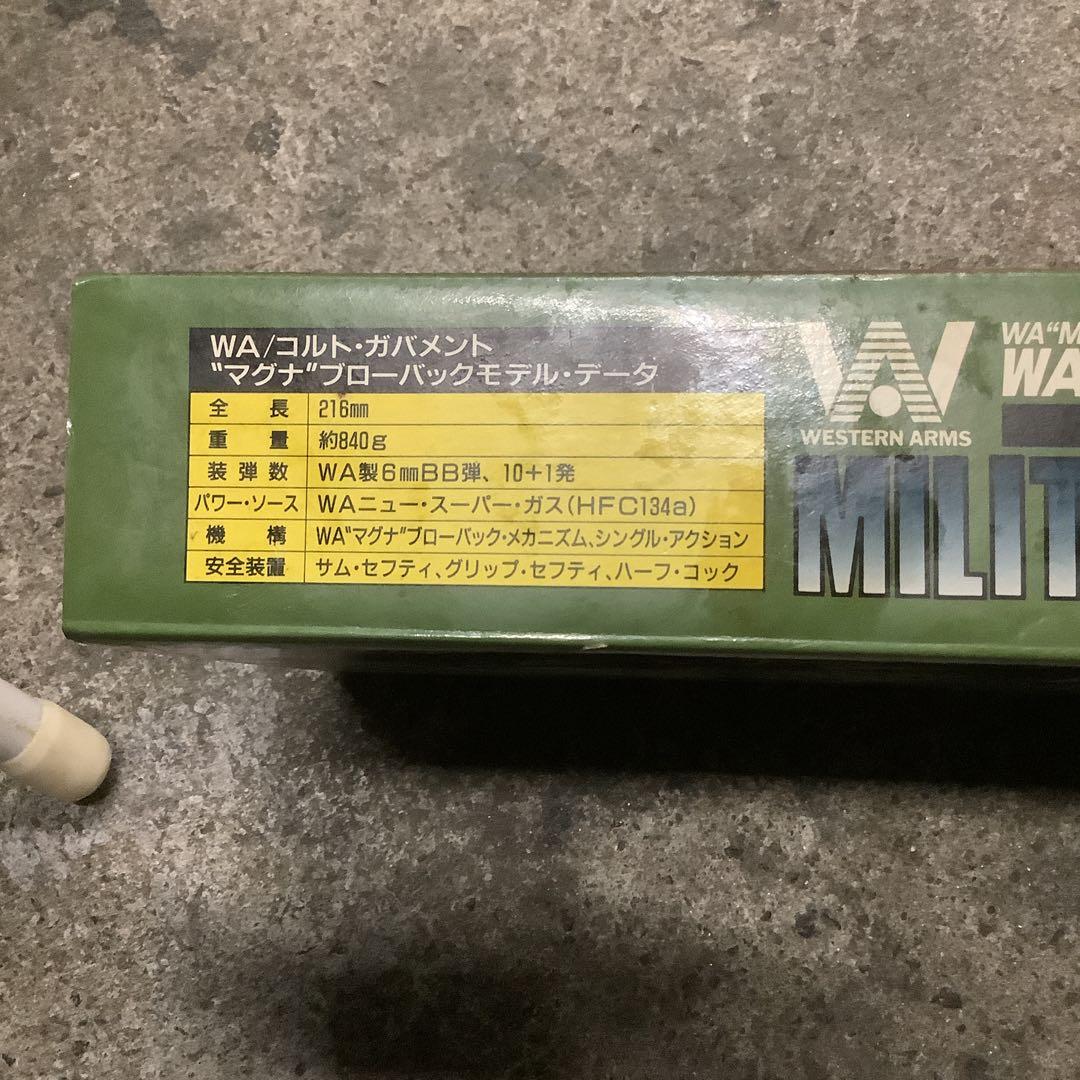 WA/コルト・ガバメント
"マグナ"ブローバックモデル・データ
全長 216mm
重量 約840g
装弾数 WA製6mmBB弾、10+1発
パワー・ソース WAニュー・スーパー・ガス(HFC134a)
機構 WA"マグナ"ブローバック・メカニズム、シングル・アクション
安全装置 サム・セフティ、グリップ・セフティ、ハーフ・コック
WESTERN ARMS
WA"M
WA
MILIT